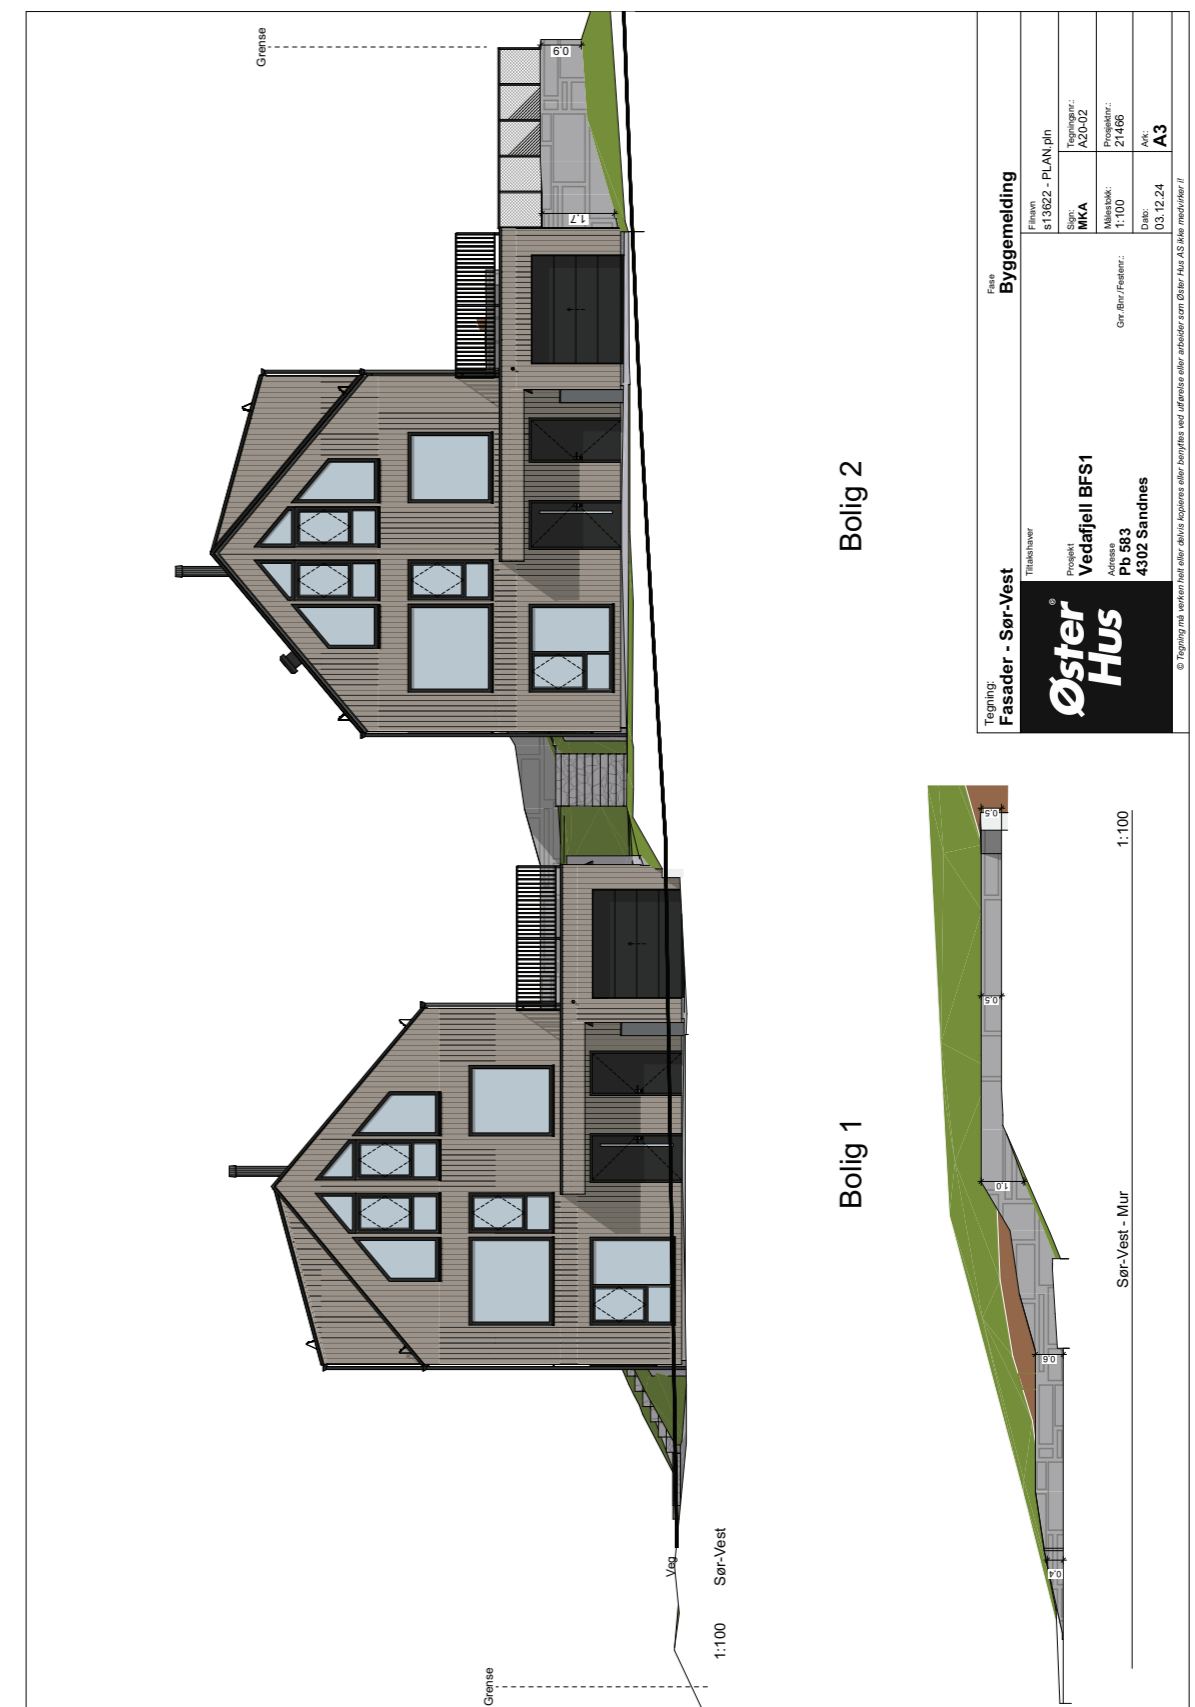 Grense
0,9
1,7
Veg
Grense
1:100 Sør-Vest
Bolig 1
Bolig 2
0,4
0,6
1,0
0,5
0,5
Sør-Vest - Mur
1:100
Tegning:
Fasader - Sør-Vest
Fase
Byggemelding
Øster
Hus
®
Tiltakshaver
Prosjekt
Vedafjell BFS1
Adresse
Pb 583
4302 Sandnes
Gnr./Bnr./Festenr.:
Filnavn
s13622 - PLAN.pln
Sign:
MKA
Tegningsnr.:
A20-02
Målestokk:
1:100
Prosjektnr.:
21466
Dato:
03.12.24
Ark:
A3
© Tegning må verken helt eller delvis kopieres eller benyttes ved utførelse eller arbeider som Øster Hus AS ikke medvirker i!